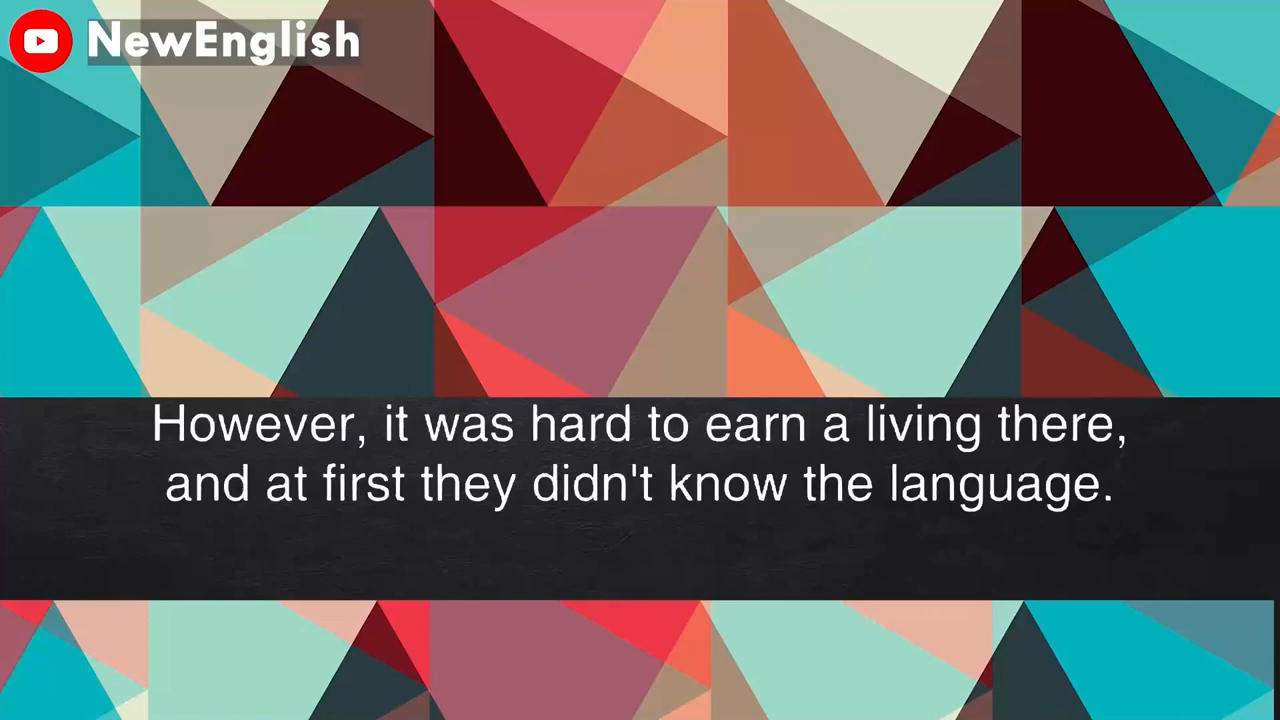 NewEnglish
However, it was hard to earn a living there,
and at first they didn't know the language.